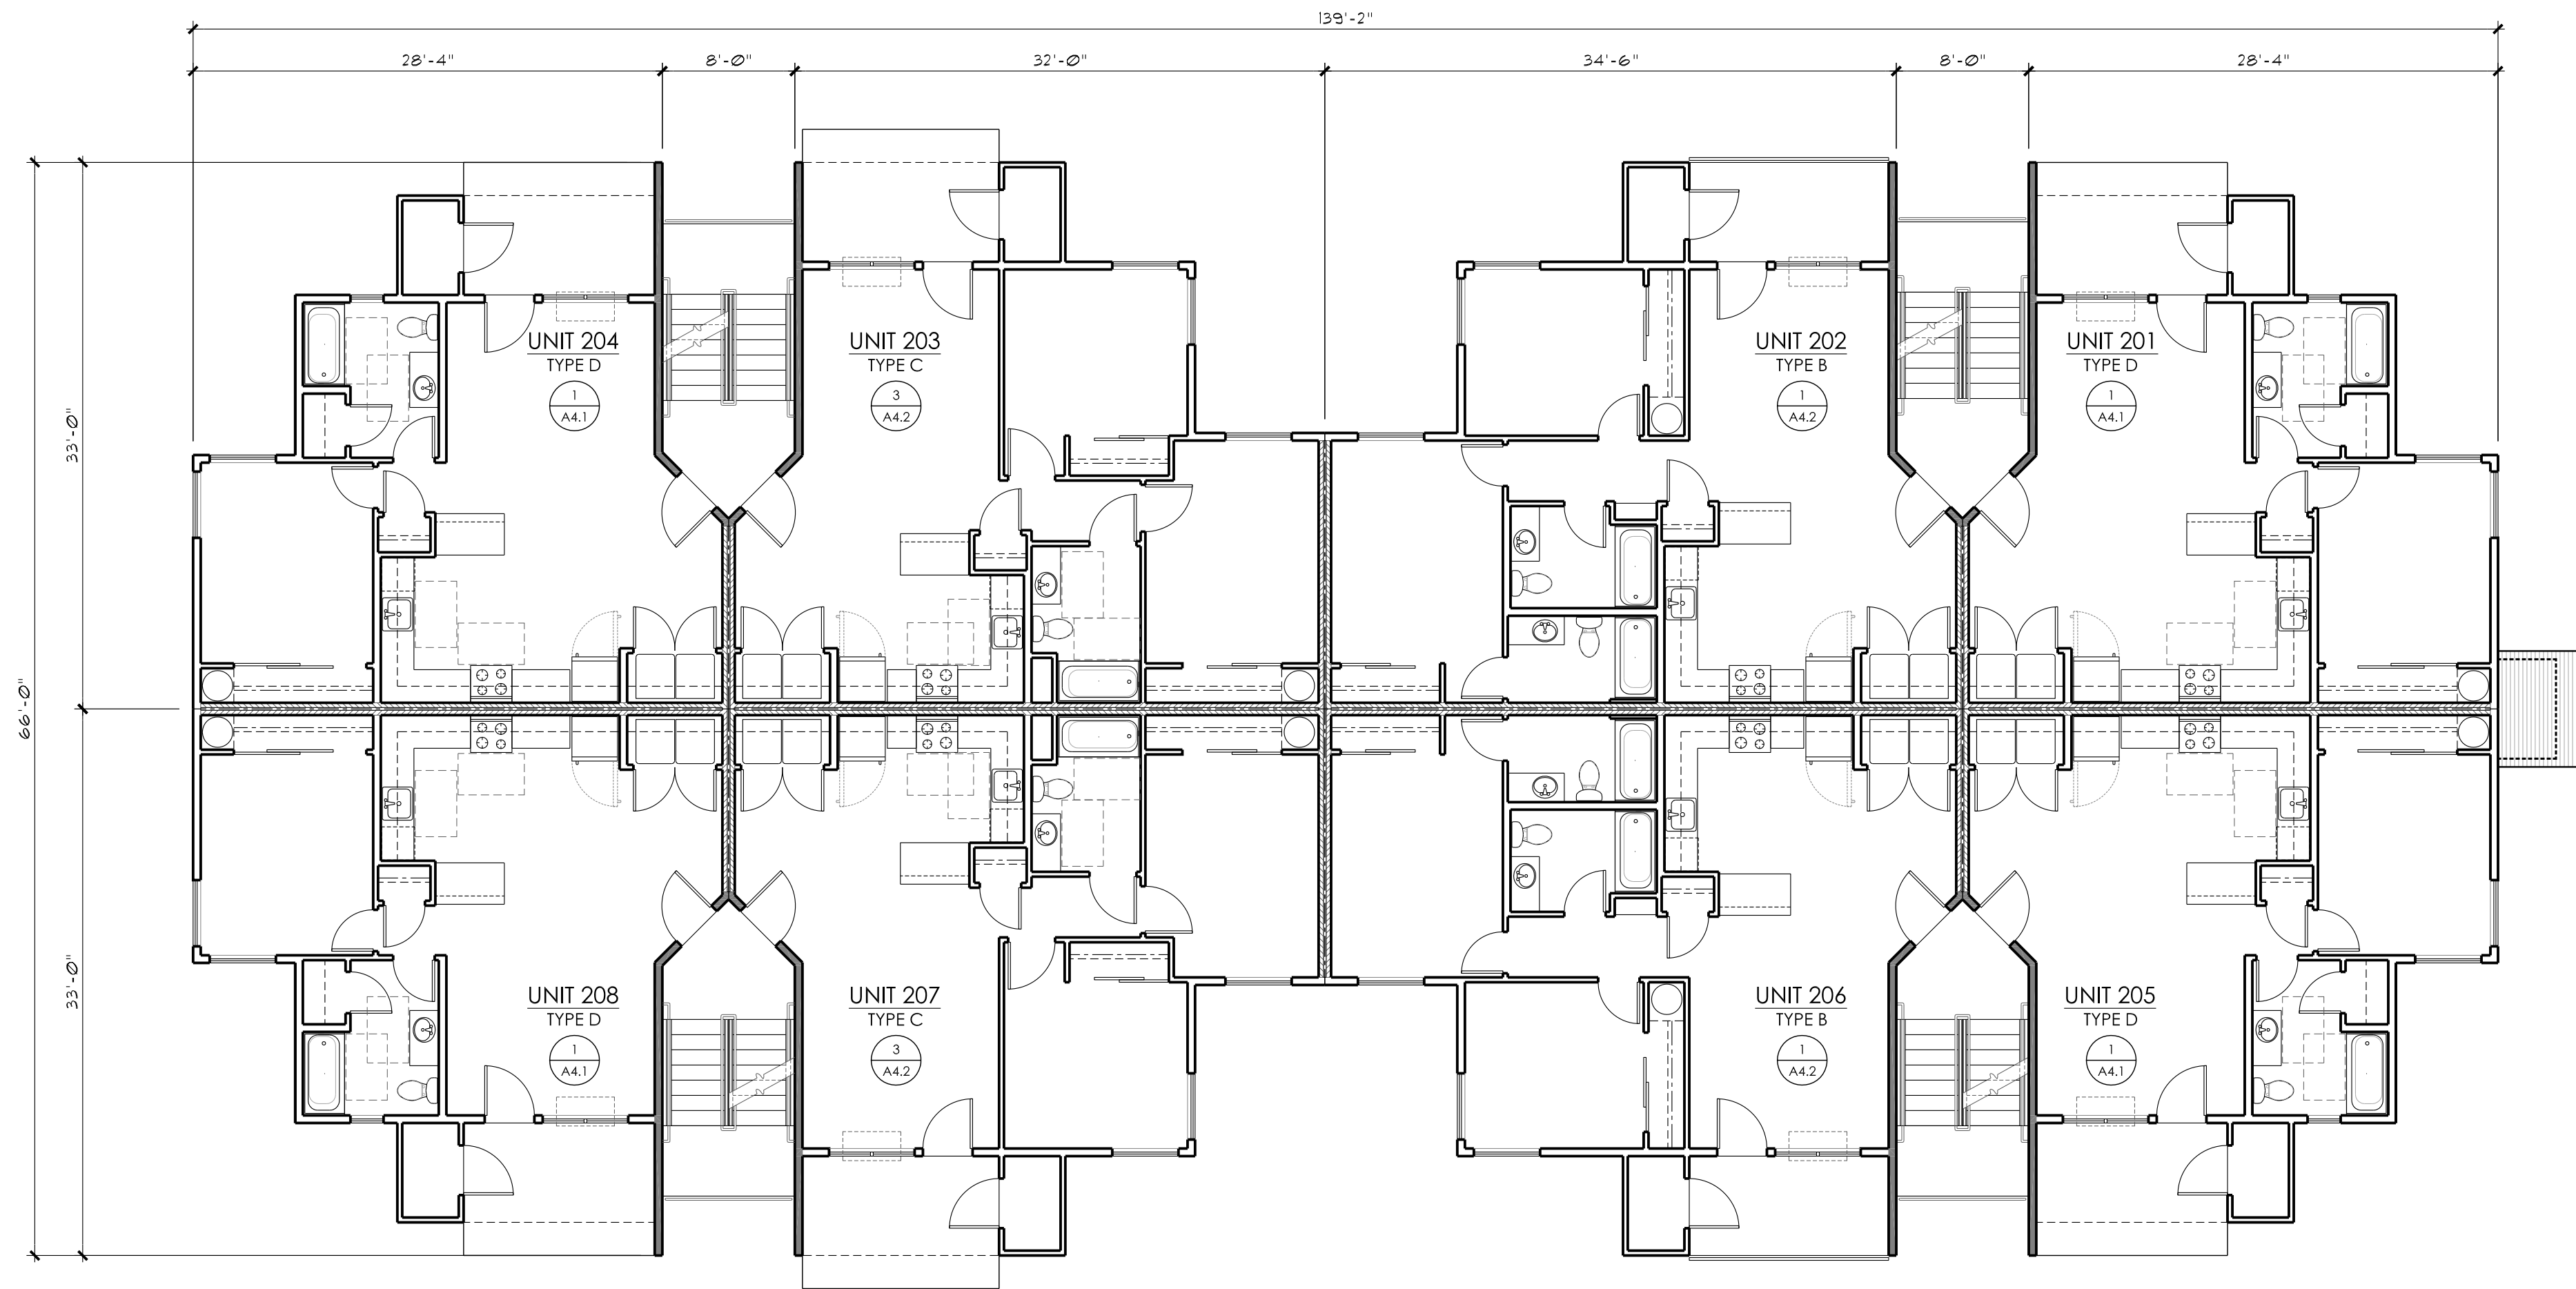 139'-2"
28'-4"
8'-0"
32'-0"
34'-6"
8'-0"
28'-4"
33'-0"
66'-0"
33'-0"
UNIT 204
TYPE D
1
A4.1
UNIT 203
TYPE C
3
A4.2
UNIT 202
TYPE B
1
A4.2
UNIT 201
TYPE D
1
A4.1
UNIT 208
TYPE D
1
A4.1
UNIT 207
TYPE C
3
A4.2
UNIT 206
TYPE B
1
A4.2
UNIT 205
TYPE D
1
A4.1